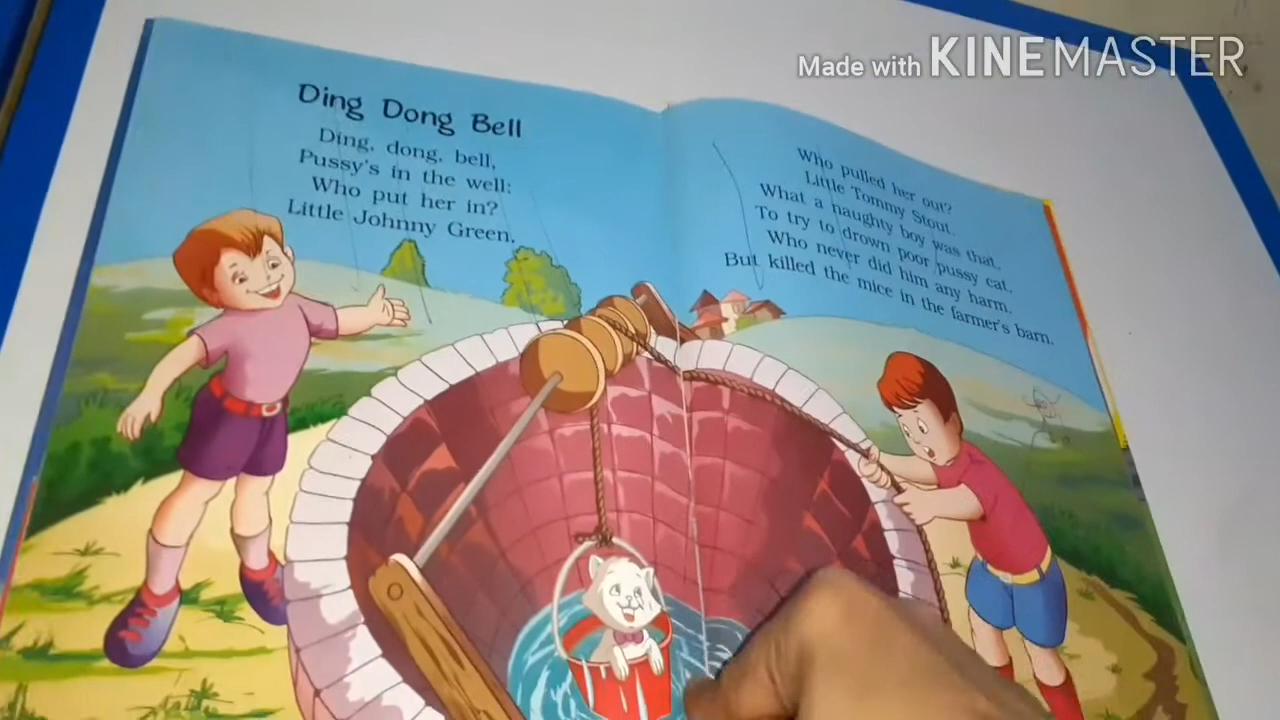 Made with KINEMASTER
Ding Dong Bell
Ding, dong, bell,
Pussy's in the well;
Who put her in?
Little Johnny Green.
Who pulled her out?
Little Tommy Stout.
What a naughty boy was that,
To try to drown poor pussy cat.
Who never did him any harm.
But killed the mice in the farmer's barn.